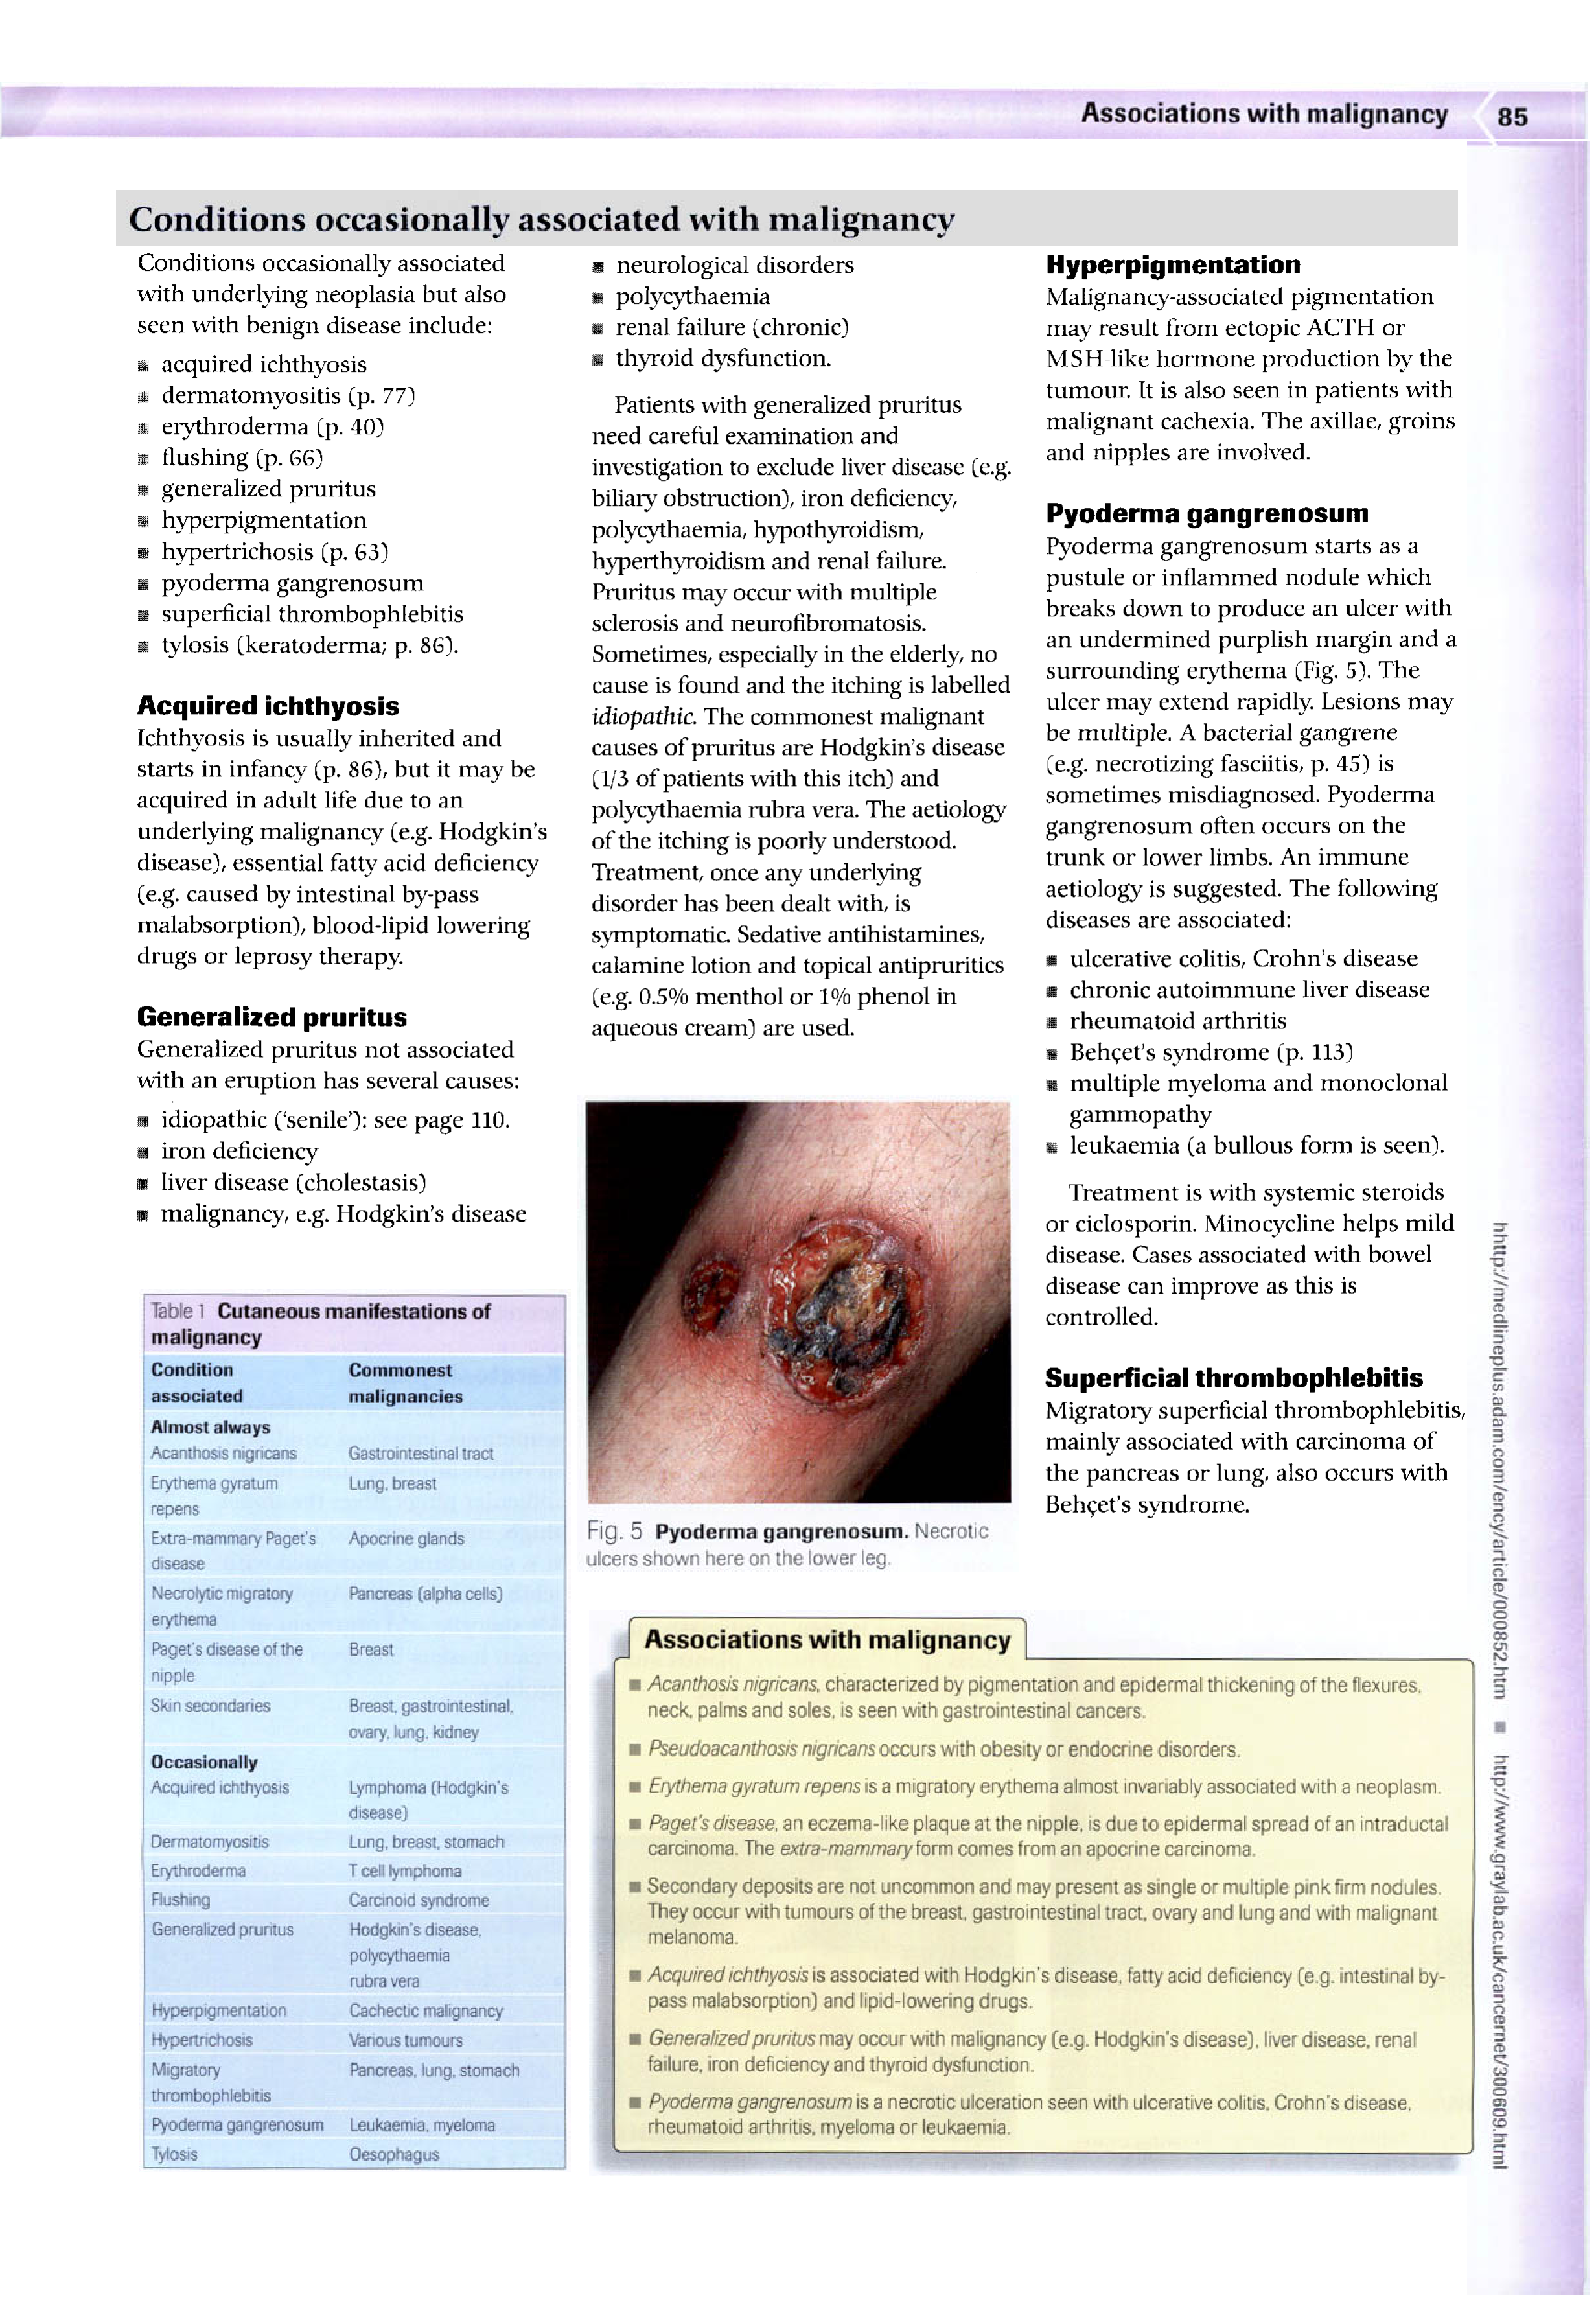 Associations with malignancy 85
Conditions occasionally associated with malignancy
Conditions occasionally associated
with underlying neoplasia but also
seen with benign disease include:
■ acquired ichthyosis
■ dermatomyositis (p. 77)
■ erythroderma (p. 40)
■ flushing (p. 66)
■ generalized pruritus
■ hyperpigmentation
■ hypertrichosis (p. 63)
■ pyoderma gangrenosum
■ superficial thrombophlebitis
■ tylosis (keratoderma; p. 86).
Acquired ichthyosis
Ichthyosis is usually inherited and
starts in infancy (p. 86), but it may be
acquired in adult life due to an
underlying malignancy (e.g. Hodgkin's
disease), essential fatty acid deficiency
(e.g. caused by intestinal by-pass
malabsorption), blood-lipid lowering
drugs or leprosy therapy.
Generalized pruritus
Generalized pruritus not associated
with an eruption has several causes:
■ idiopathic ('senile'): see page 110.
■ iron deficiency
■ liver disease (cholestasis)
■ malignancy, e.g. Hodgkin's disease
■ neurological disorders
■ polycythaemia
■ renal failure (chronic)
■ thyroid dysfunction.
Patients with generalized pruritus
need careful examination and
investigation to exclude liver disease (e.g.
biliary obstruction), iron deficiency,
polycythaemia, hypothyroidism,
hyperthyroidism and renal failure.
Pruritus may occur with multiple
sclerosis and neurofibromatosis.
Sometimes, especially in the elderly, no
cause is found and the itching is labelled
idiopathic. The commonest malignant
causes of pruritus are Hodgkin's disease
(1/3 of patients with this itch) and
polycythaemia rubra vera. The aetiology
of the itching is poorly understood.
Treatment, once any underlying
disorder has been dealt with, is
symptomatic. Sedative antihistamines,
calamine lotion and topical antipruritics
(e.g. 0.5% menthol or 1% phenol in
aqueous cream) are used.
Hyperpigmentation
Malignancy-associated pigmentation
may result from ectopic ACTH or
MSH-like hormone production by the
tumour. It is also seen in patients with
malignant cachexia. The axillae, groins
and nipples are involved.
Pyoderma gangrenosum
Pyoderma gangrenosum starts as a
pustule or inflammed nodule which
breaks down to produce an ulcer with
an undermined purplish margin and a
surrounding erythema (Fig. 5). The
ulcer may extend rapidly. Lesions may
be multiple. A bacterial gangrene
(e.g. necrotizing fasciitis, p. 45) is
sometimes misdiagnosed. Pyoderma
gangrenosum often occurs on the
trunk or lower limbs. An immune
aetiology is suggested. The following
diseases are associated:
■ ulcerative colitis, Crohn's disease
■ chronic autoimmune liver disease
■ rheumatoid arthritis
■ Behçet's syndrome (p. 113)
■ multiple myeloma and monoclonal
gammopathy
■ leukaemia (a bullous form is seen).
Treatment is with systemic steroids
or ciclosporin. Minocycline helps mild
disease. Cases associated with bowel
disease can improve as this is
controlled.
Superficial thrombophlebitis
Migratory superficial thrombophlebitis,
mainly associated with carcinoma of
the pancreas or lung, also occurs with
Behçet's syndrome.
Table 1 Cutaneous manifestations of
malignancy
Condition Commonest
associated malignancies
Almost always
Acanthosis nigricans Gastrointestinal tract
Erythema gyratum Lung, breast
repens
Extra-mammary Paget's Apocrine glands
disease
Necrolytic migratory Pancreas (alpha cells)
erythema
Paget's disease of the Breast
nipple
Skin secondaries Breast, gastrointestinal,
ovary, lung, kidney
Occasionally
Acquired ichthyosis Lymphoma (Hodgkin's
disease)
Dermatomyositis Lung, breast, stomach
Erythroderma T cell lymphoma
Flushing Carcinoid syndrome
Generalized pruritus Hodgkin's disease,
polycythaemia
rubra vera
Hyperpigmentation Cachectic malignancy
Hypertrichosis Various tumours
Migratory Pancreas, lung, stomach
thrombophlebitis
Pyoderma gangrenosum Leukaemia, myeloma
Tylosis Oesophagus
Fig. 5 Pyoderma gangrenosum. Necrotic
ulcers shown here on the lower leg.
Associations with malignancy
■ Acanthosis nigricans, characterized by pigmentation and epidermal thickening of the flexures,
neck, palms and soles, is seen with gastrointestinal cancers.
■ Pseudoacanthosis nigricans occurs with obesity or endocrine disorders.
■ Erythema gyratum repens is a migratory erythema almost invariably associated with a neoplasm.
■ Paget's disease, an eczema-like plaque at the nipple, is due to epidermal spread of an intraductal
carcinoma. The extra-mammary form comes from an apocrine carcinoma.
■ Secondary deposits are not uncommon and may present as single or multiple pink firm nodules.
They occur with tumours of the breast, gastrointestinal tract, ovary and lung and with malignant
melanoma.
■ Acquired ichthyosis is associated with Hodgkin's disease, fatty acid deficiency (e.g. intestinal by-
pass malabsorption) and lipid-lowering drugs.
■ Generalized pruritus may occur with malignancy (e.g. Hodgkin's disease), liver disease, renal
failure, iron deficiency and thyroid dysfunction.
■ Pyoderma gangrenosum is a necrotic ulceration seen with ulcerative colitis, Crohn's disease,
rheumatoid arthritis, myeloma or leukaemia.
hhttp://medlineplus.adam.com/ency/article/000852.htm ■ http://www.graylab.ac.uk/cancernet/300609.html